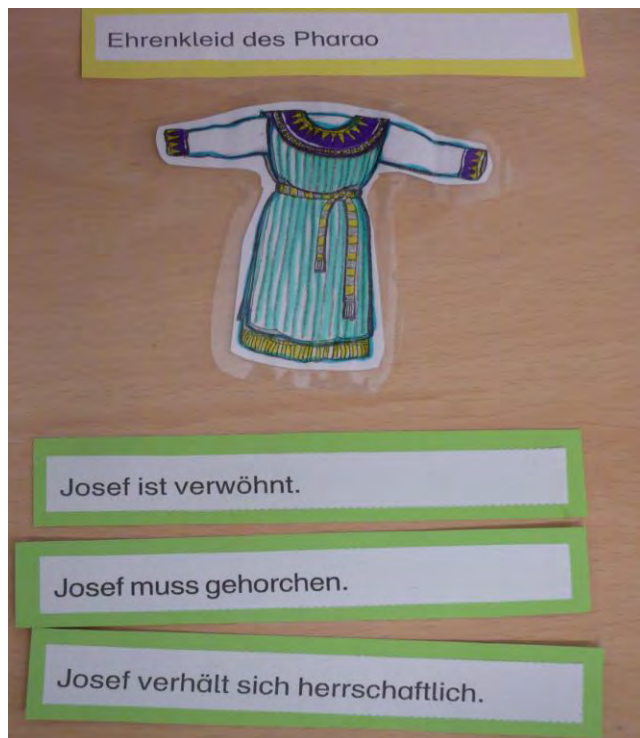 Ehrenkleid des Pharao
Josef ist verwöhnt.
Josef muss gehorchen.
Josef verhält sich herrschaftlich.